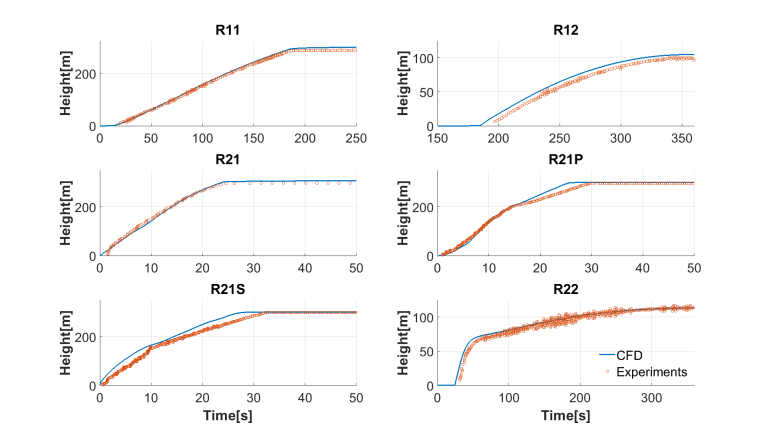 R11
Height[m]
200
0
0 50 100 150 200 250
R12
Height[m]
100
50
0
150 200 250 300 350
R21
Height[m]
200
0
0 10 20 30 40 50
R21P
Height[m]
200
0
0 10 20 30 40 50
R21S
Height[m]
200
0
0 10 20 30 40 50
Time[s]
R22
Height[m]
100
50
0
0 100 200 300
CFD
Experiments
Time[s]